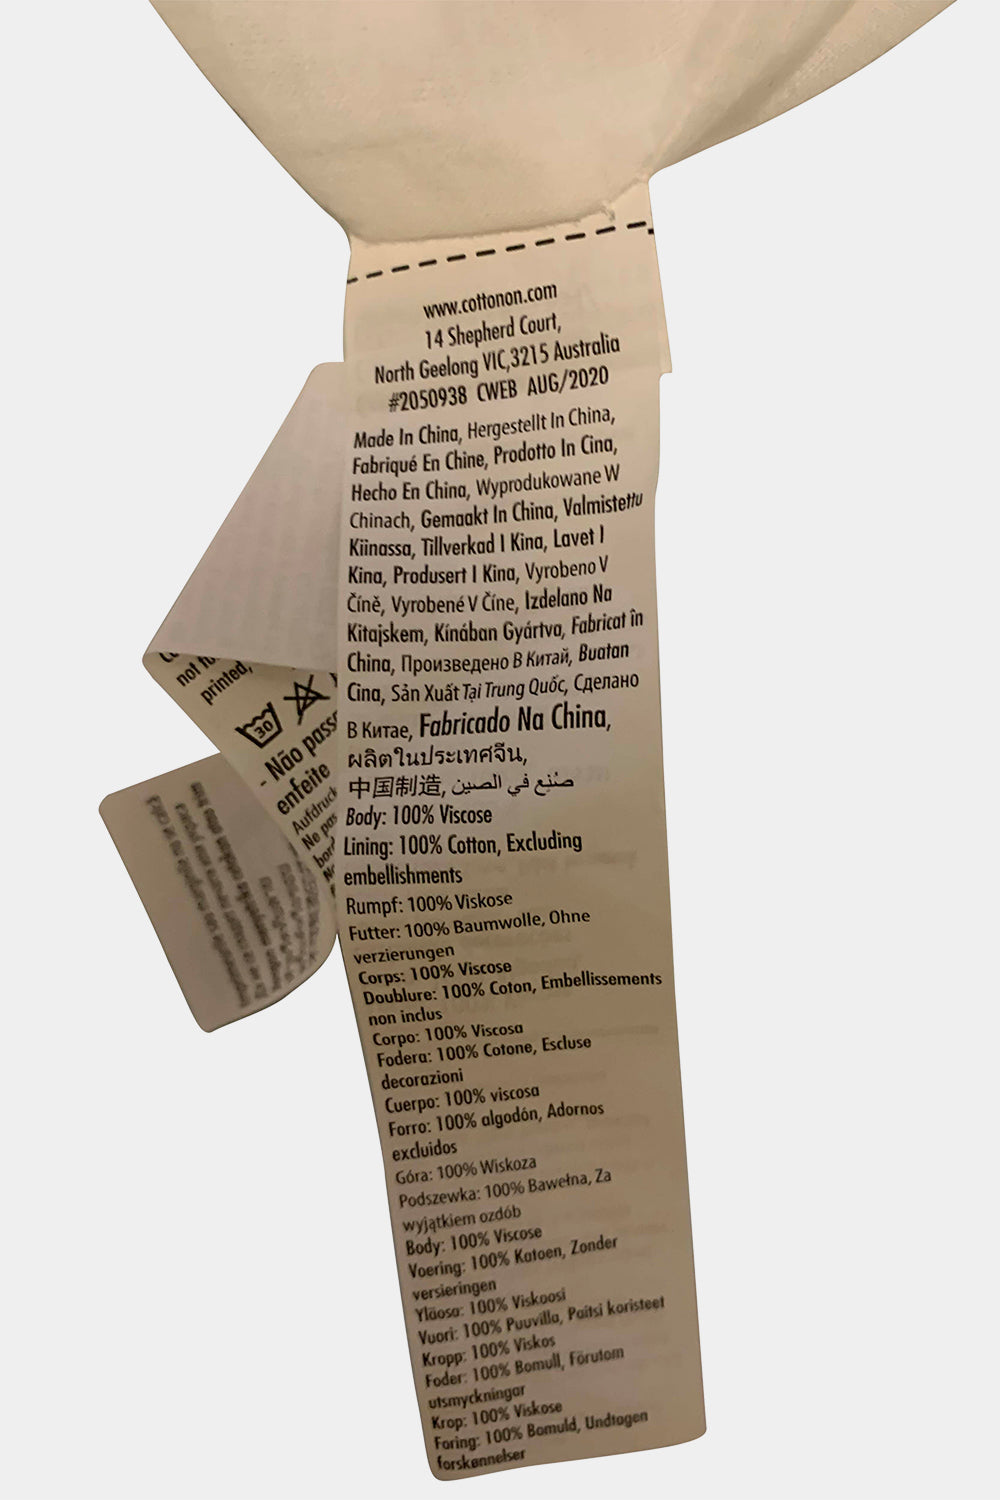 www.cottonon.com
14 Shepherd Court,
North Geelong VIC,3215 Australia
#2050938 CWEB AUG/2020
Made In China, Hergestellt In China,
Fabriqué En Chine, Prodotto In Cina,
Hecho En China, Wyprodukowane W
Chinach, Gemaakt In China, Valmistettu
Kiinassa, Tillverkad I Kina, Lavet I
Kina, Produsert I Kina, Vyrobeno V
Číně, Vyrobené V Číne, Izdelano Na
Kitajskem, Kínában Gyártva, Fabricat în
China, Произведено В Китай, Buatan
Cina, Sản Xuất Tại Trung Quốc, Сделано
В Китае, Fabricado Na China,
ผลิตในประเทศจีน,
中国制造, صُنِع في الصين
Body: 100% Viscose
Lining: 100% Cotton, Excluding
embellishments
Rumpf: 100% Viskose
Futter: 100% Baumwolle, Ohne
verzierungen
Corps: 100% Viscose
Doublure: 100% Coton, Embellissements
non inclus
Corpo: 100% Viscosa
Fodera: 100% Cotone, Escluse
decorazioni
Cuerpo: 100% viscosa
Forro: 100% algodón, Adornos
excluidos
Góra: 100% Wiskoza
Podszewka: 100% Bawełna, Za
wyjątkiem ozdób
Body: 100% Viscose
Voering: 100% Katoen, Zonder
versieringen
Yläosa: 100% Viskoosi
Vuori: 100% Puuvilla, Paitsi koristeet
Kropp: 100% Viskos
Foder: 100% Bomull, Förutom
utsmyckningar
Krop: 100% Viskose
Foring: 100% Bomuld, Undtagen
forskønnelser
not
printed,
30
- Não pass
enfeite
Aufdruck
Ne pas